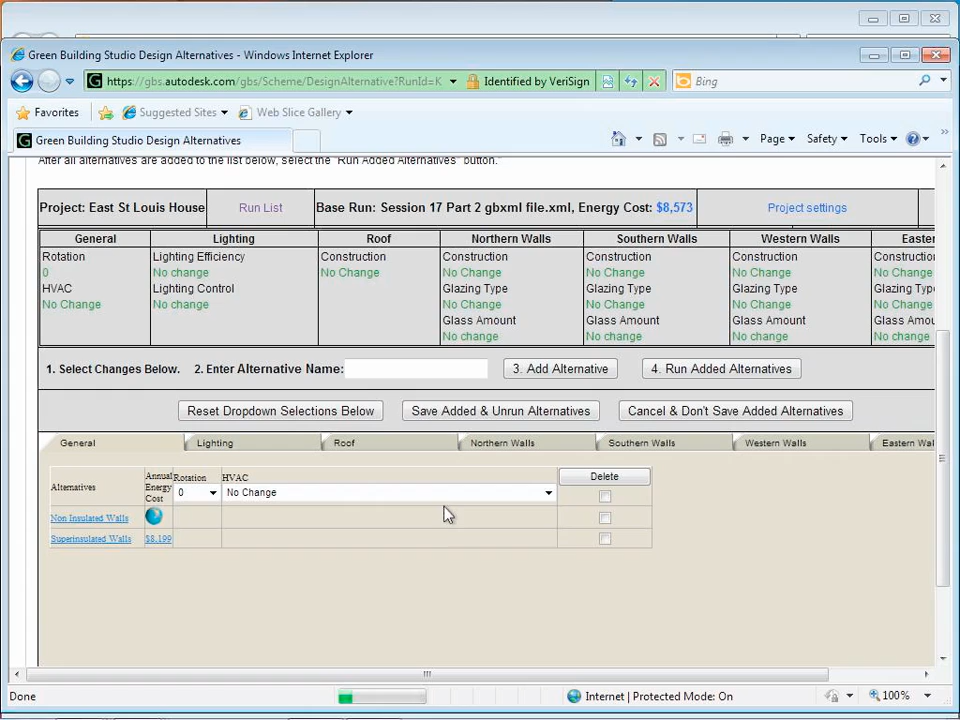 Green Building Studio Design Alternatives - Windows Internet Explorer
https://gbs.autodesk.com/gbs/Scheme/DesignAlternative?RunId=K
Identified by VeriSign
Bing
Favorites
Suggested Sites
Web Slice Gallery
Green Building Studio Design Alternatives
Page
Safety
Tools
After all alternatives are added to the list below, select the "Run Added Alternatives" button."
Project: East St Louis House
Run List
Base Run: Session 17 Part 2 gbxml file.xml, Energy Cost: $8,573
Project settings
General
Lighting
Roof
Northern Walls
Southern Walls
Western Walls
Easter
Rotation
Lighting Efficiency
Construction
Construction
Construction
Construction
Constru
0
No change
No Change
No Change
No Change
No Change
No Cha
HVAC
Lighting Control
Glazing Type
Glazing Type
Glazing Type
Glazing
No Change
No change
No Change
No Change
No Change
No Cha
Glass Amount
Glass Amount
Glass Amount
Glass A
No change
No change
No change
No cha
1. Select Changes Below.
2. Enter Alternative Name:
3. Add Alternative
4. Run Added Alternatives
Reset Dropdown Selections Below
Save Added & Unrun Alternatives
Cancel & Don't Save Added Alternatives
General
Lighting
Roof
Northern Walls
Southern Walls
Western Walls
Eastern Wal
Alternatives
Annual
Energy
Cost
Rotation
0
HVAC
No Change
Delete
Non Insulated Walls
Superinsulated Walls
$8,199
Done
Internet | Protected Mode: On
100%